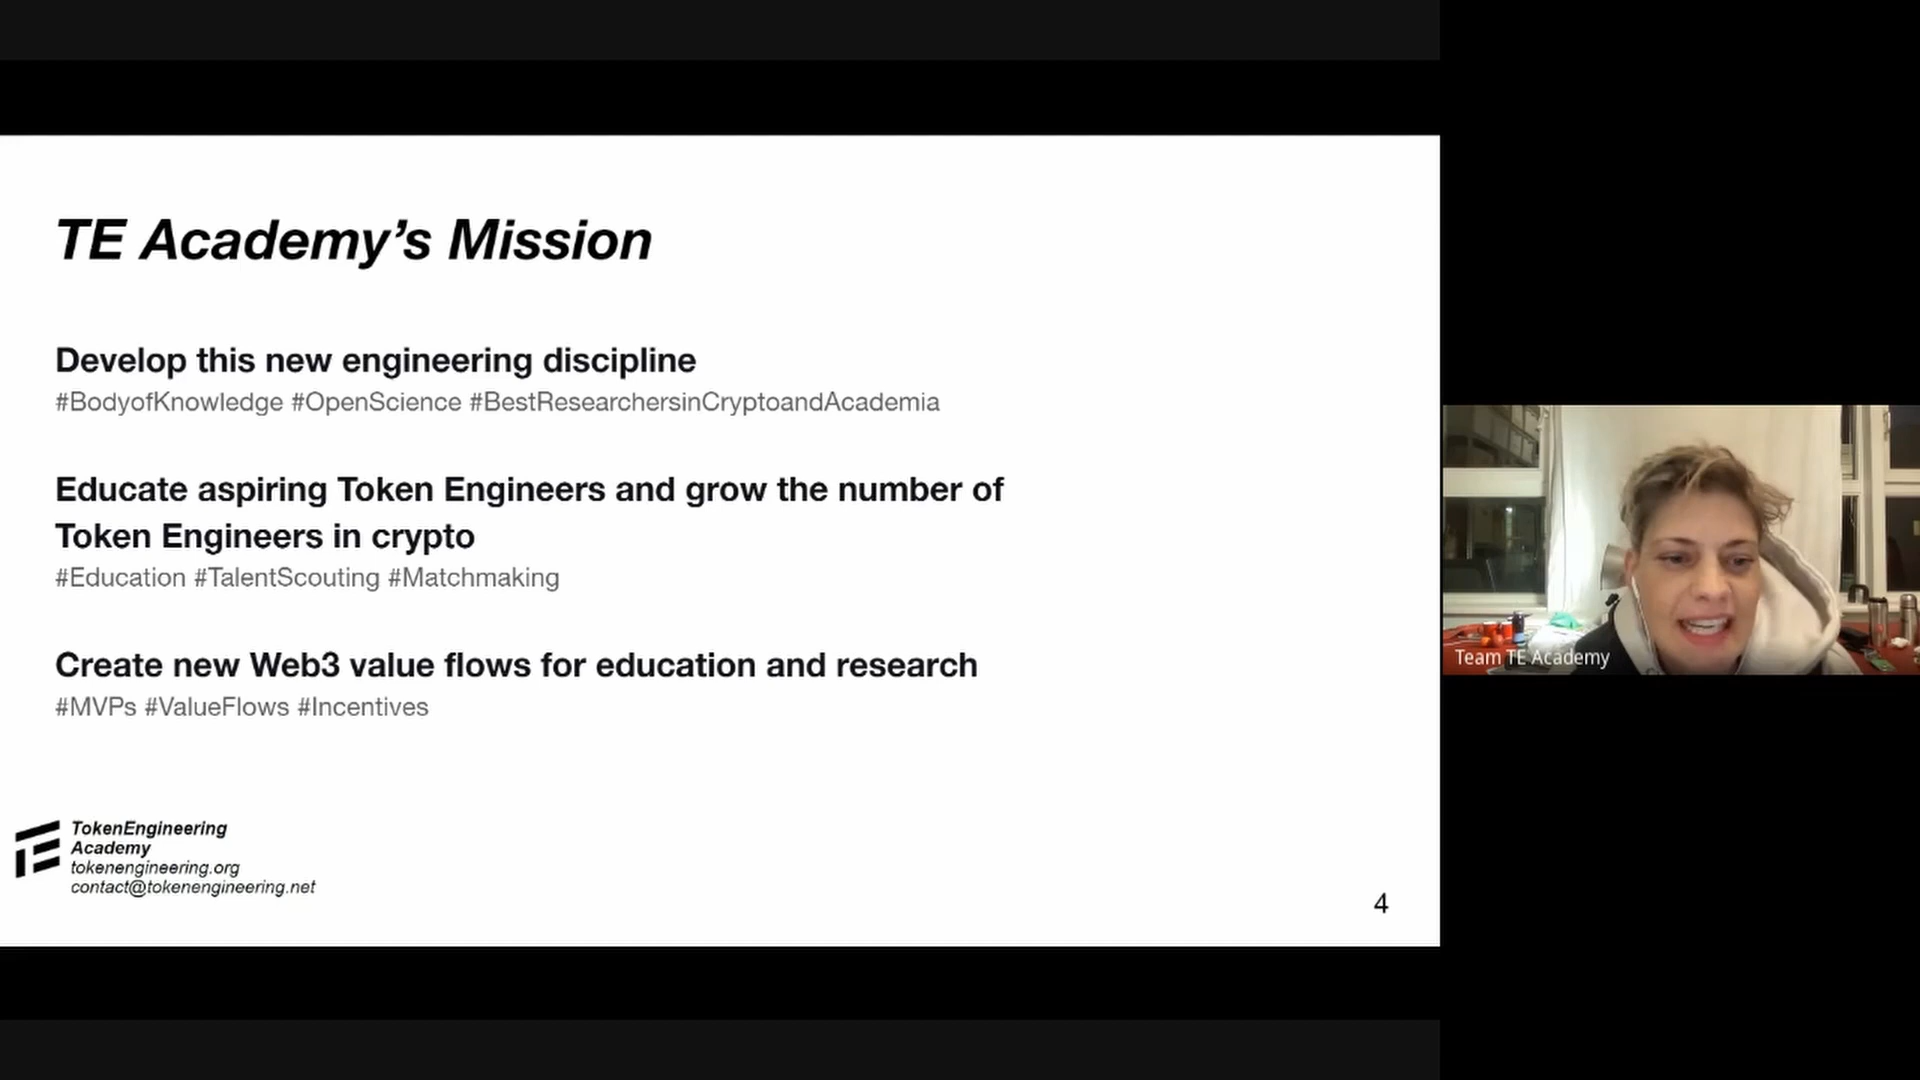 TE Academy’s Mission
Develop this new engineering discipline
#BodyofKnowledge #OpenScience #BestResearchersinCryptoandAcademia
Educate aspiring Token Engineers and grow the number of
Token Engineers in crypto
#Education #TalentScouting #Matchmaking
Create new Web3 value flows for education and research
#MVPs #ValueFlows #Incentives
TE
TokenEngineering
Academy
tokenengineering.org
contact@tokenengineering.net
4
Team TE Academy